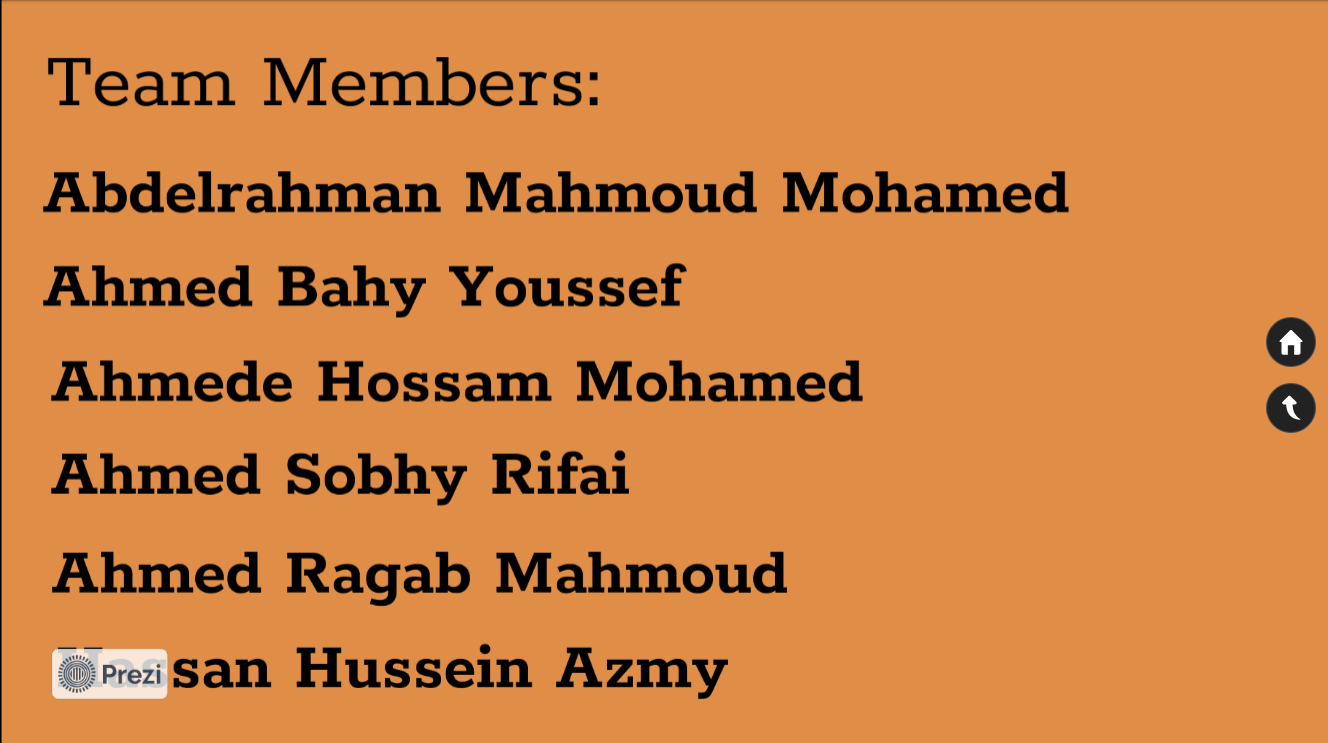 Team Members:
Abdelrahman Mahmoud Mohamed
Ahmed Bahy Youssef
Ahmede Hossam Mohamed
Ahmed Sobhy Rifai
Ahmed Ragab Mahmoud
Hassan Hussein Azmy
Prezi